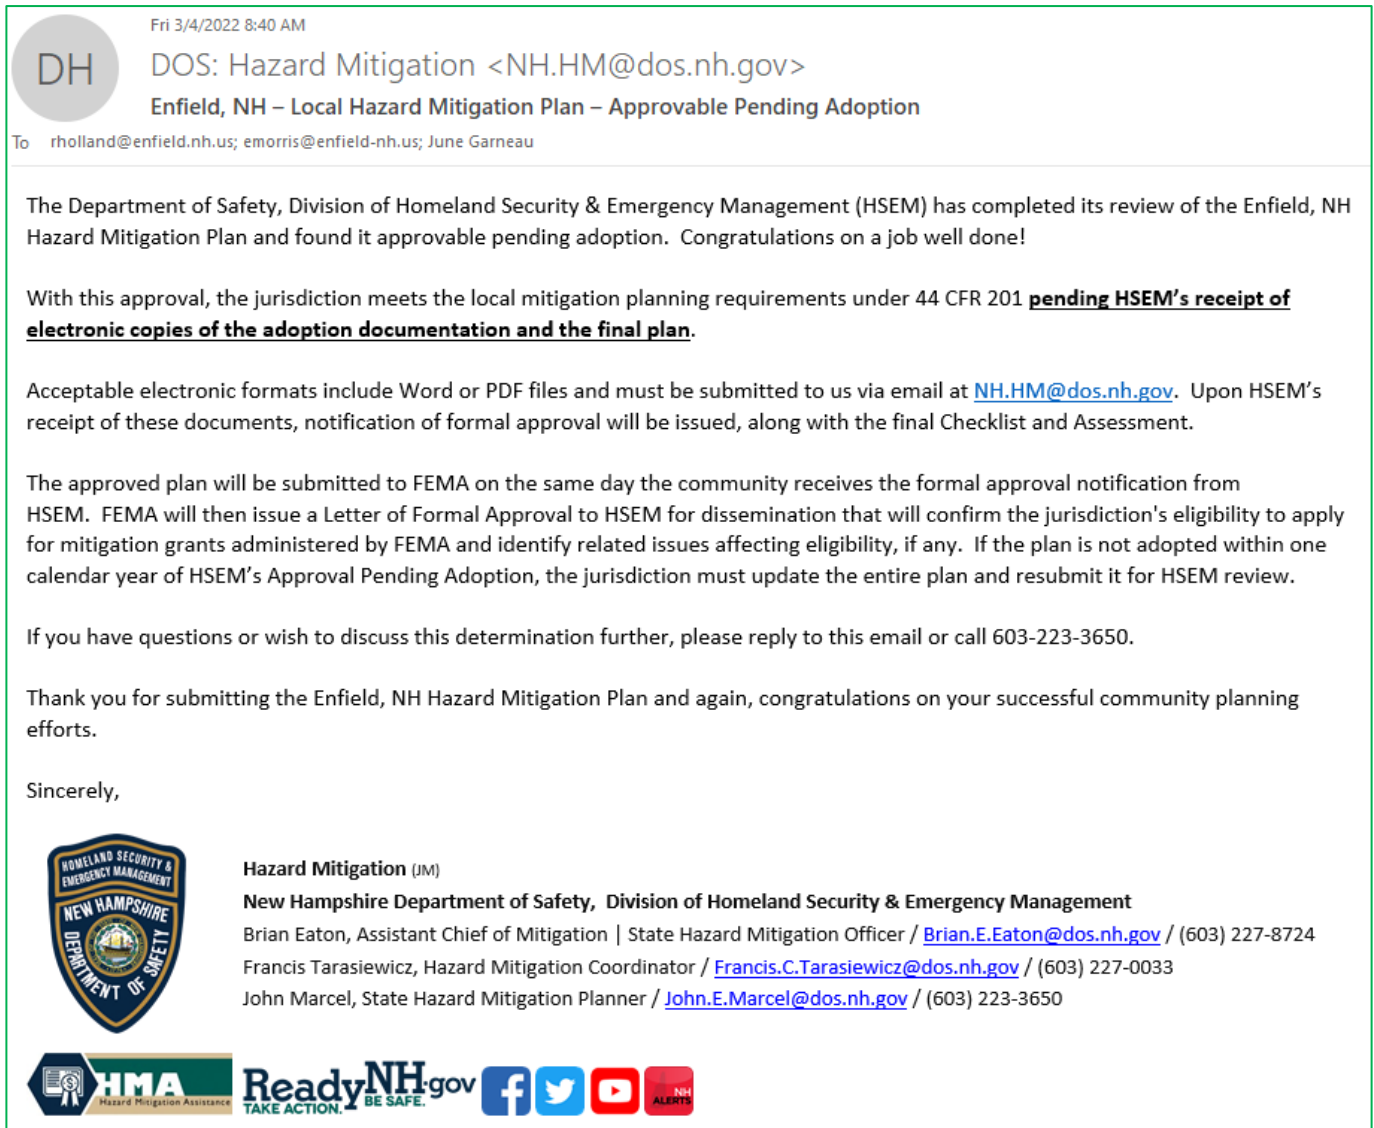 DH
Fri 3/4/2022 8:40 AM
DOS: Hazard Mitigation <NH.HM@dos.nh.gov>
Enfield, NH – Local Hazard Mitigation Plan – Approvable Pending Adoption
To rholland@enfield.nh.us; emorris@enfield-nh.us; June Garneau
The Department of Safety, Division of Homeland Security & Emergency Management (HSEM) has completed its review of the Enfield, NH
Hazard Mitigation Plan and found it approvable pending adoption. Congratulations on a job well done!
With this approval, the jurisdiction meets the local mitigation planning requirements under 44 CFR 201 pending HSEM’s receipt of
electronic copies of the adoption documentation and the final plan.
Acceptable electronic formats include Word or PDF files and must be submitted to us via email at NH.HM@dos.nh.gov. Upon HSEM’s
receipt of these documents, notification of formal approval will be issued, along with the final Checklist and Assessment.
The approved plan will be submitted to FEMA on the same day the community receives the formal approval notification from
HSEM. FEMA will then issue a Letter of Formal Approval to HSEM for dissemination that will confirm the jurisdiction's eligibility to apply
for mitigation grants administered by FEMA and identify related issues affecting eligibility, if any. If the plan is not adopted within one
calendar year of HSEM’s Approval Pending Adoption, the jurisdiction must update the entire plan and resubmit it for HSEM review.
If you have questions or wish to discuss this determination further, please reply to this email or call 603-223-3650.
Thank you for submitting the Enfield, NH Hazard Mitigation Plan and again, congratulations on your successful community planning
efforts.
Sincerely,
HOMELAND SECURITY &
EMERGENCY MANAGEMENT
NEW HAMPSHIRE
DEPARTMENT OF SAFETY
Hazard Mitigation (JM)
New Hampshire Department of Safety, Division of Homeland Security & Emergency Management
Brian Eaton, Assistant Chief of Mitigation | State Hazard Mitigation Officer / Brian.E.Eaton@dos.nh.gov / (603) 227-8724
Francis Tarasiewicz, Hazard Mitigation Coordinator / Francis.C.Tarasiewicz@dos.nh.gov / (603) 227-0033
John Marcel, State Hazard Mitigation Planner / John.E.Marcel@dos.nh.gov / (603) 223-3650
HMA
Hazard Mitigation Assistance
ReadyNH.gov
TAKE ACTION. BE SAFE.
NH
ALERTS